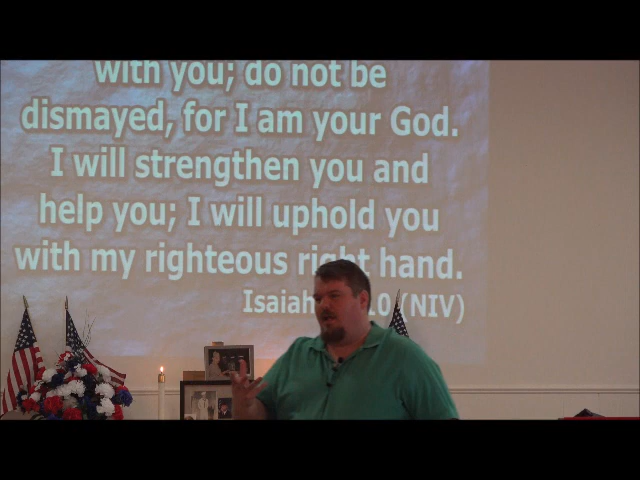 with you; do not be
dismayed, for I am your God.
I will strengthen you and
help you; I will uphold you
with my righteous right hand.
Isaiah 10 (NIV)